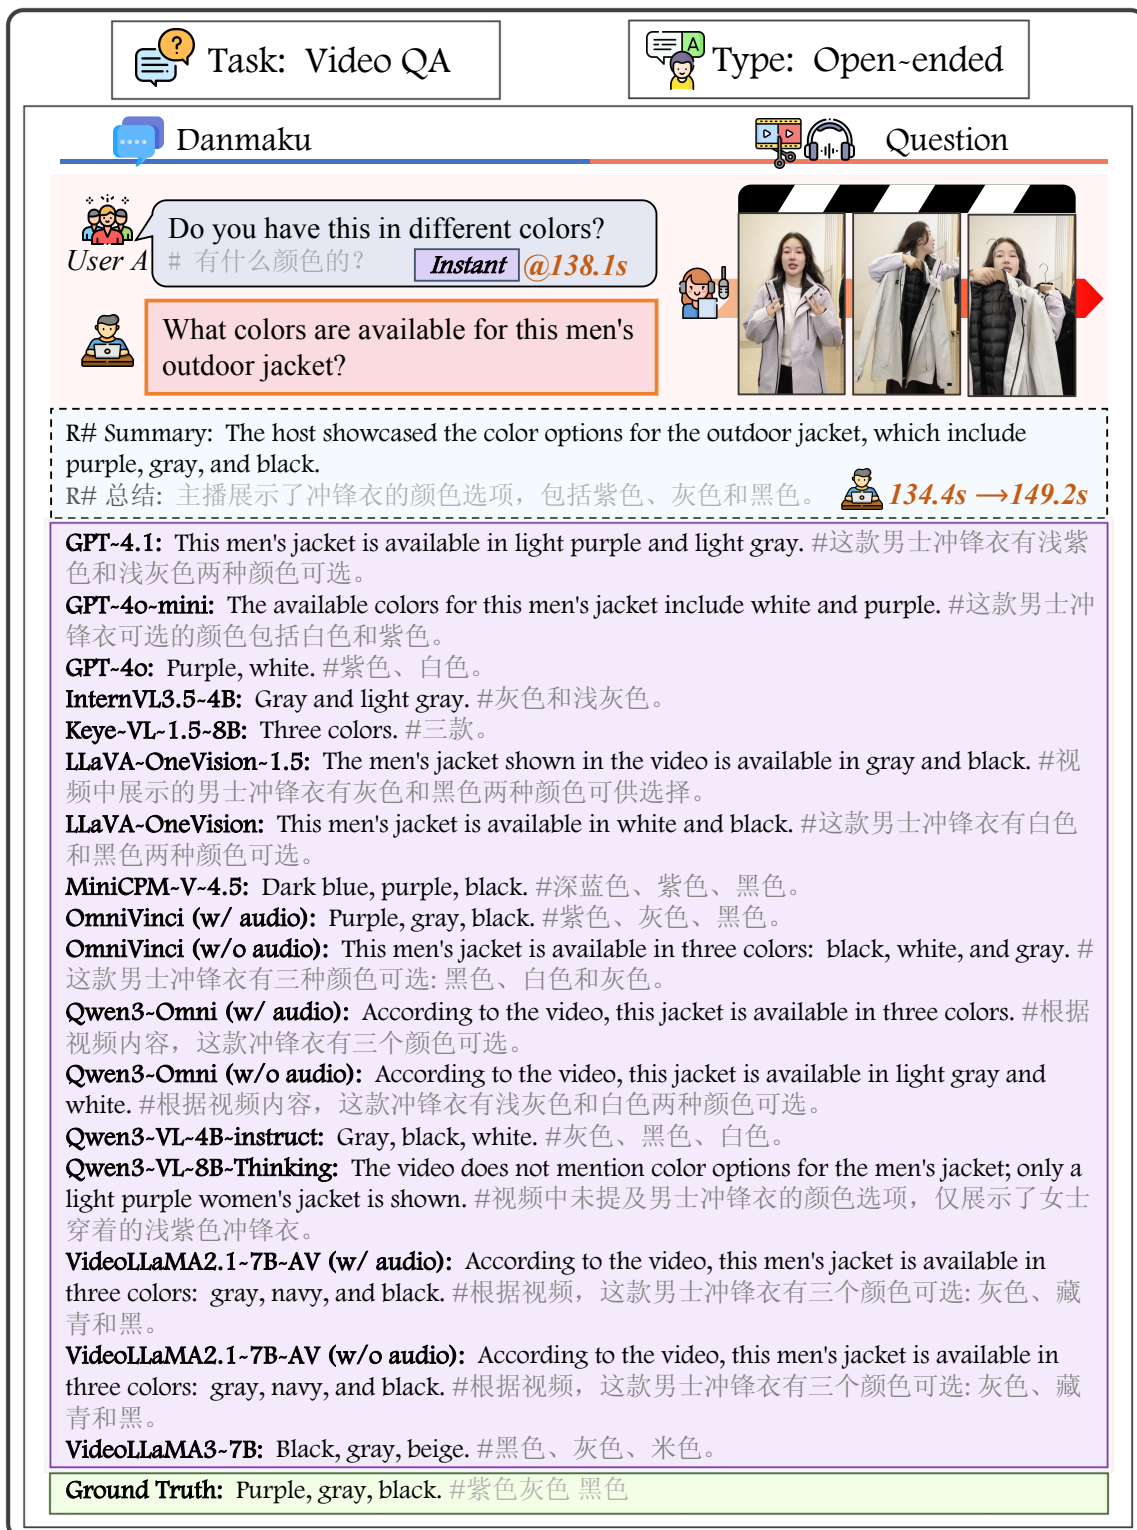 Task: Video QA
Type: Open-ended
Danmaku
Question
Do you have this in different colors?
# 有什么颜色的?
Instant @138.1s
User A
What colors are available for this men's
outdoor jacket?
R# Summary: The host showcased the color options for the outdoor jacket, which include
purple, gray, and black.
R# 总结: 主播展示了冲锋衣的颜色选项，包括紫色、灰色和黑色。
134.4s →149.2s
GPT-4.1: This men's jacket is available in light purple and light gray. #这款男士冲锋衣有浅紫
色和浅灰色两种颜色可选。
GPT-4o-mini: The available colors for this men's jacket include white and purple. #这款男士冲
锋衣可选的颜色包括白色和紫色。
GPT-4o: Purple, white. #紫色、白色。
InternVL3.5-4B: Gray and light gray. #灰色和浅灰色。
Keye-VL-1.5-8B: Three colors. #三款。
LLaVA-OneVision-1.5: The men's jacket shown in the video is available in gray and black. #视
频中展示的男士冲锋衣有灰色和黑色两种颜色可供选择。
LLaVA-OneVision: This men's jacket is available in white and black. #这款男士冲锋衣有白色
和黑色两种颜色可选。
MiniCPM-V-4.5: Dark blue, purple, black. #深蓝色、紫色、黑色。
OmniVinci (w/ audio): Purple, gray, black. #紫色、灰色、黑色。
OmniVinci (w/o audio): This men's jacket is available in three colors: black, white, and gray. #
这款男士冲锋衣有三种颜色可选: 黑色、白色和灰色。
Qwen3-Omni (w/ audio): According to the video, this jacket is available in three colors. #根据
视频内容，这款冲锋衣有三个颜色可选。
Qwen3-Omni (w/o audio): According to the video, this jacket is available in light gray and
white. #根据视频内容，这款冲锋衣有浅灰色和白色两种颜色可选。
Qwen3-VL-4B-instruct: Gray, black, white. #灰色、黑色、白色。
Qwen3-VL-8B-Thinking: The video does not mention color options for the men's jacket; only a
light purple women's jacket is shown. #视频中未提及男士冲锋衣的颜色选项，仅展示了女士
穿着的浅紫色冲锋衣。
VideoLLaMA2.1-7B-AV (w/ audio): According to the video, this men's jacket is available in
three colors: gray, navy, and black. #根据视频，这款男士冲锋衣有三个颜色可选: 灰色、藏
青和黑。
VideoLLaMA2.1-7B-AV (w/o audio): According to the video, this men's jacket is available in
three colors: gray, navy, and black. #根据视频，这款男士冲锋衣有三个颜色可选: 灰色、藏
青和黑。
VideoLLaMA3-7B: Black, gray, beige. #黑色、灰色、米色。
Ground Truth: Purple, gray, black. #紫色灰色 黑色